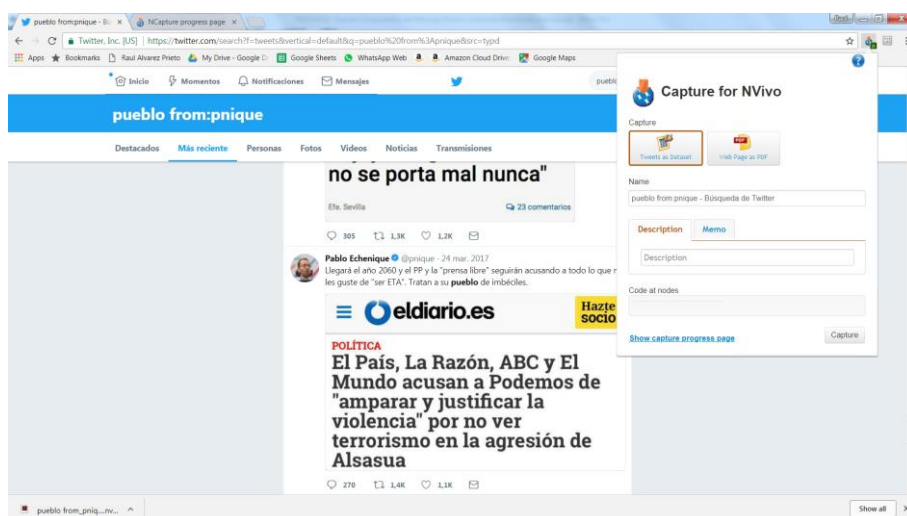 pueblo from:pnique - Bú
NCapture progress page
Twitter, Inc. [US] | https://twitter.com/search?f=tweets&vertical=default&q=pueblo%20from%3Apnique&src=typd
Apps Bookmarks Raul Alvarez Prieto My Drive - Google D Google Sheets WhatsApp Web Amazon Cloud Drive Google Maps
Inicio Momentos Notificaciones Mensajes
pueblo from:pnique
Destacados Más reciente Personas Fotos Vídeos Noticias Transmisiones
no se porta mal nunca"
Efe. Sevilla 23 comentarios
305 1,3K 1,2K
Pablo Echenique @pnique · 24 mar. 2017
Llegará el año 2060 y el PP y la "prensa libre" seguirán acusando a todo lo que
les guste de "ser ETA". Tratan a su pueblo de imbéciles.
eldiario.es
Hazte
socio
POLÍTICA
El País, La Razón, ABC y El
Mundo acusan a Podemos de
"amparar y justificar la
violencia" por no ver
terrorismo en la agresión de
Alsasua
270 1,4K 1,1K
Capture for NVivo
Capture
Tweets as Dataset Web Page as PDF
Name
pueblo from:pnique - Búsqueda de Twitter
Description Memo
Description
Code at nodes
Show capture progress page Capture
pueblo from_pniq....nv...
Show all